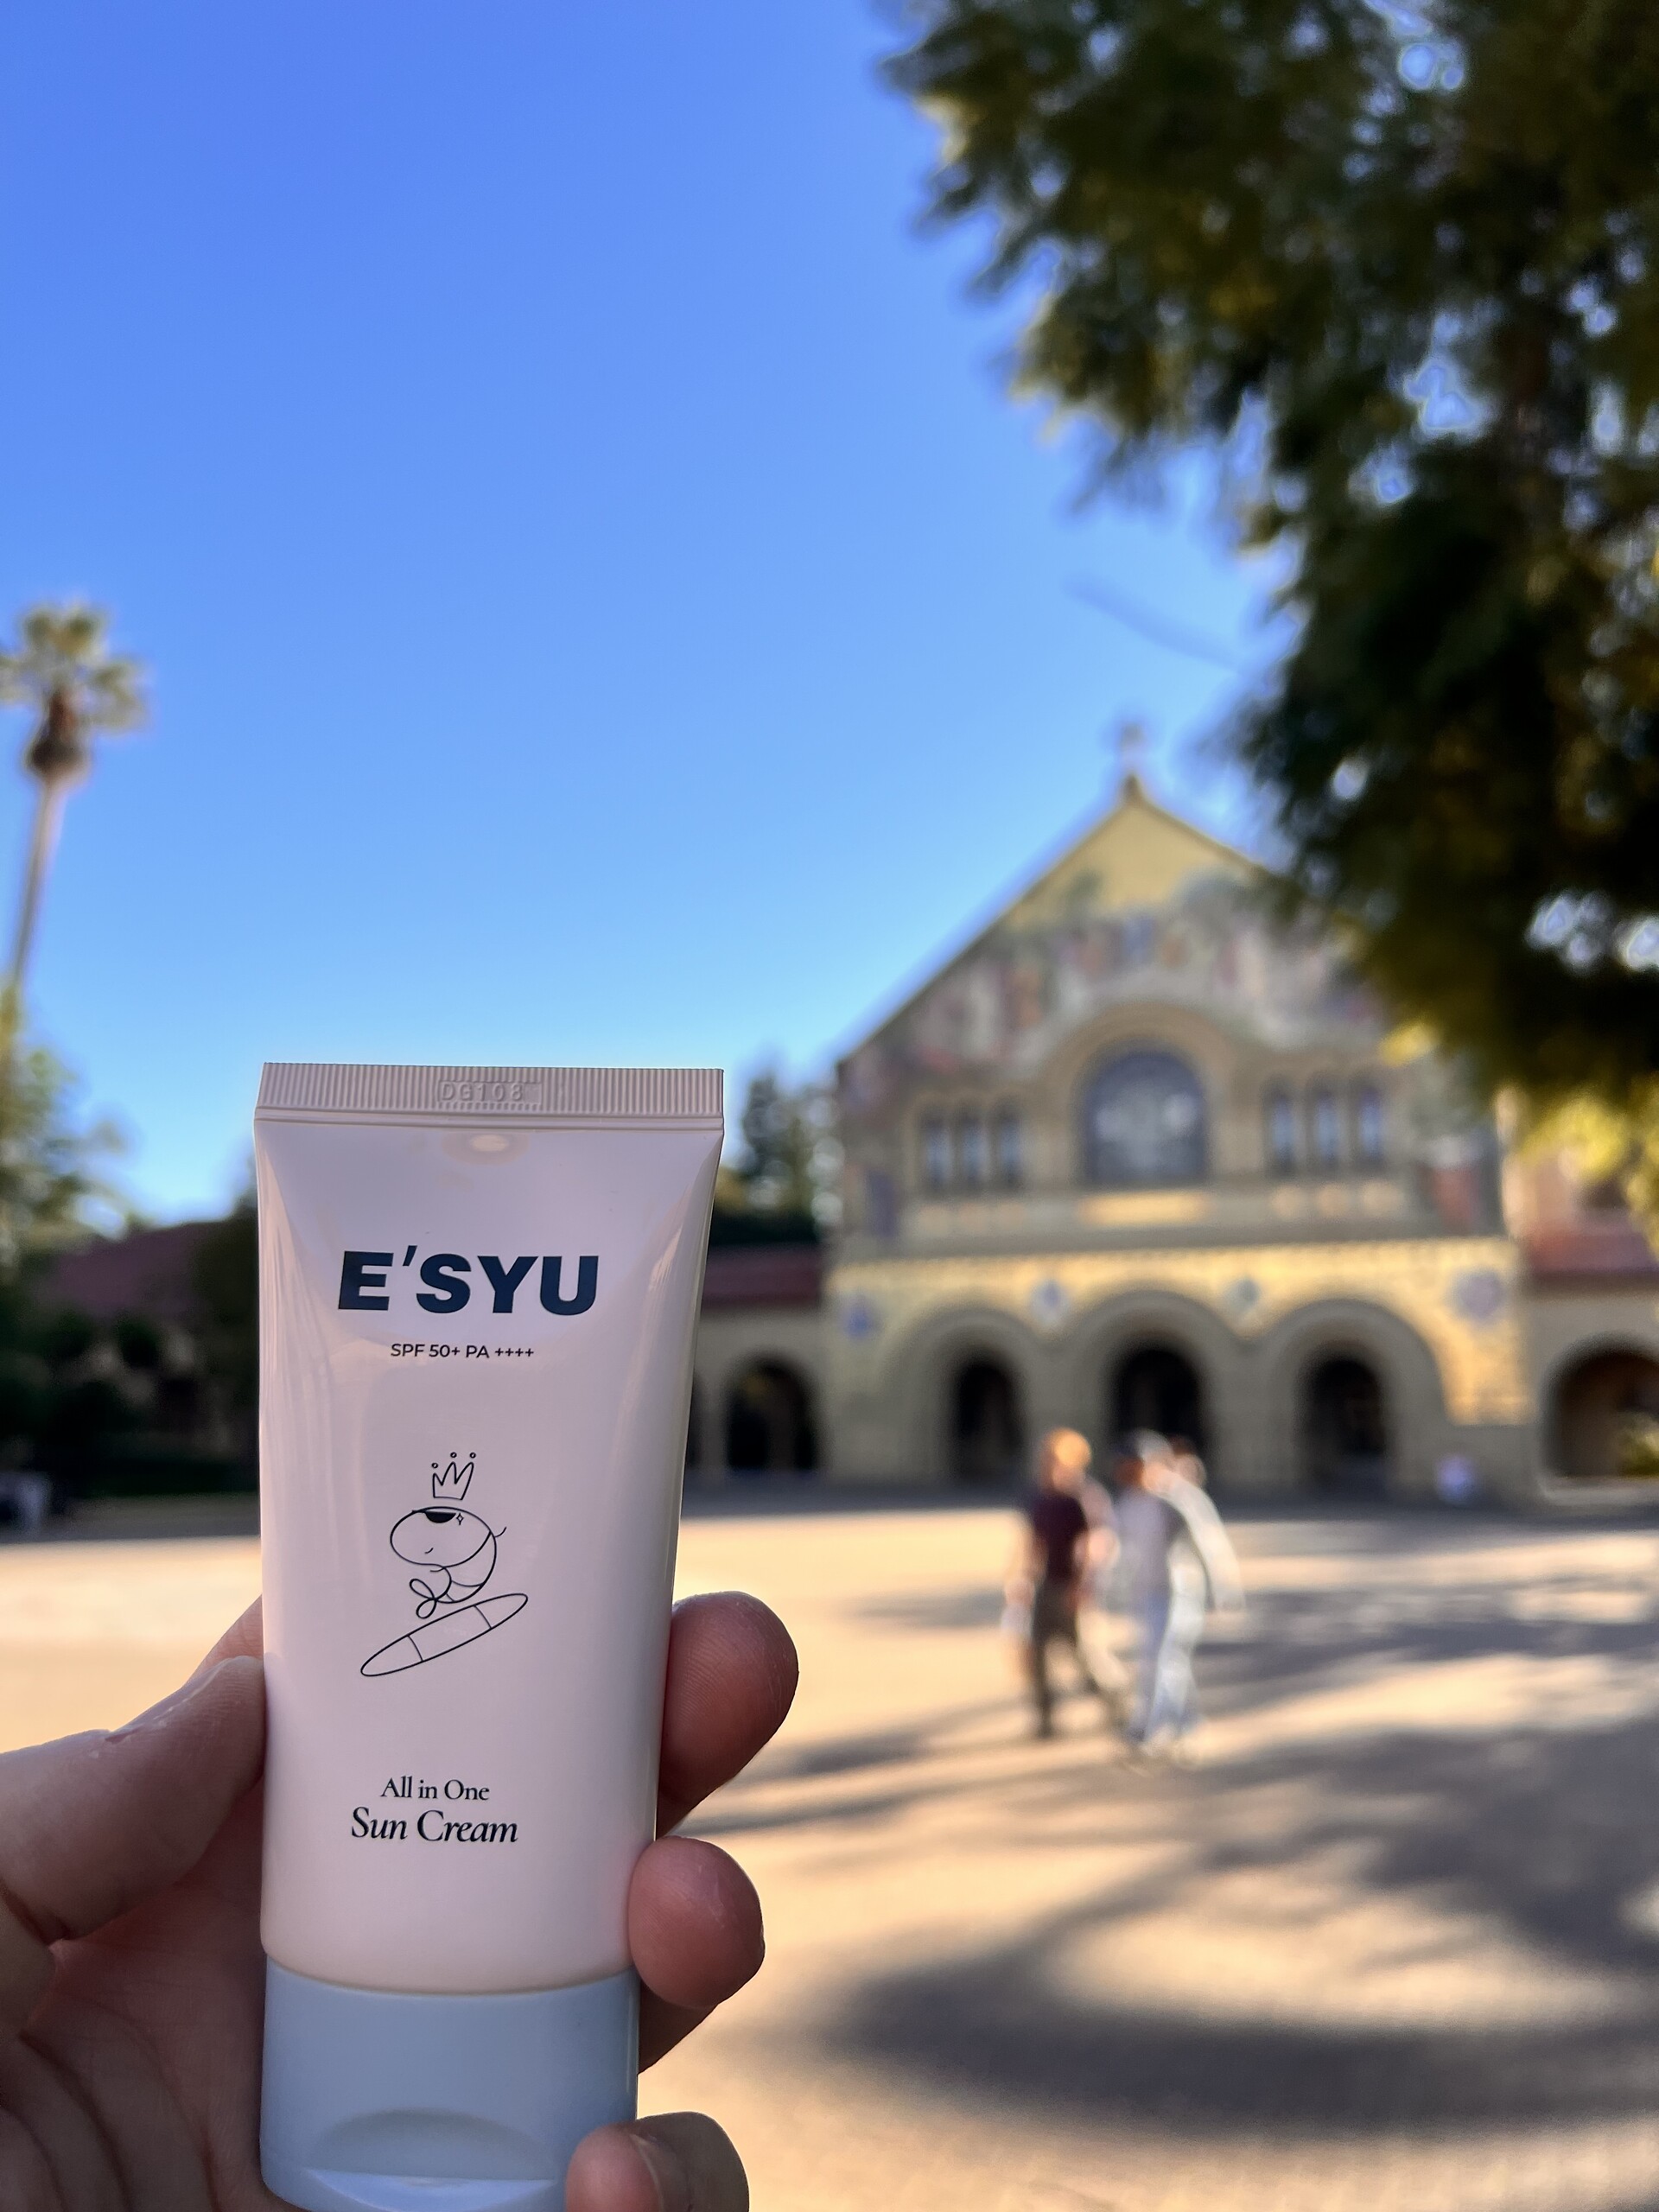 DG108
E'SYU
SPF 50+ PA ++++
All in One
Sun Cream